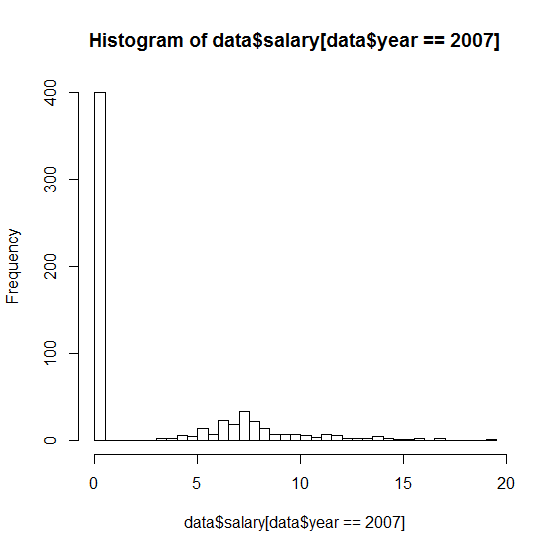 Histogram of data$salary[data$year == 2007]
Frequency
400
300
200
100
0
0 5 10 15 20
data$salary[data$year == 2007]